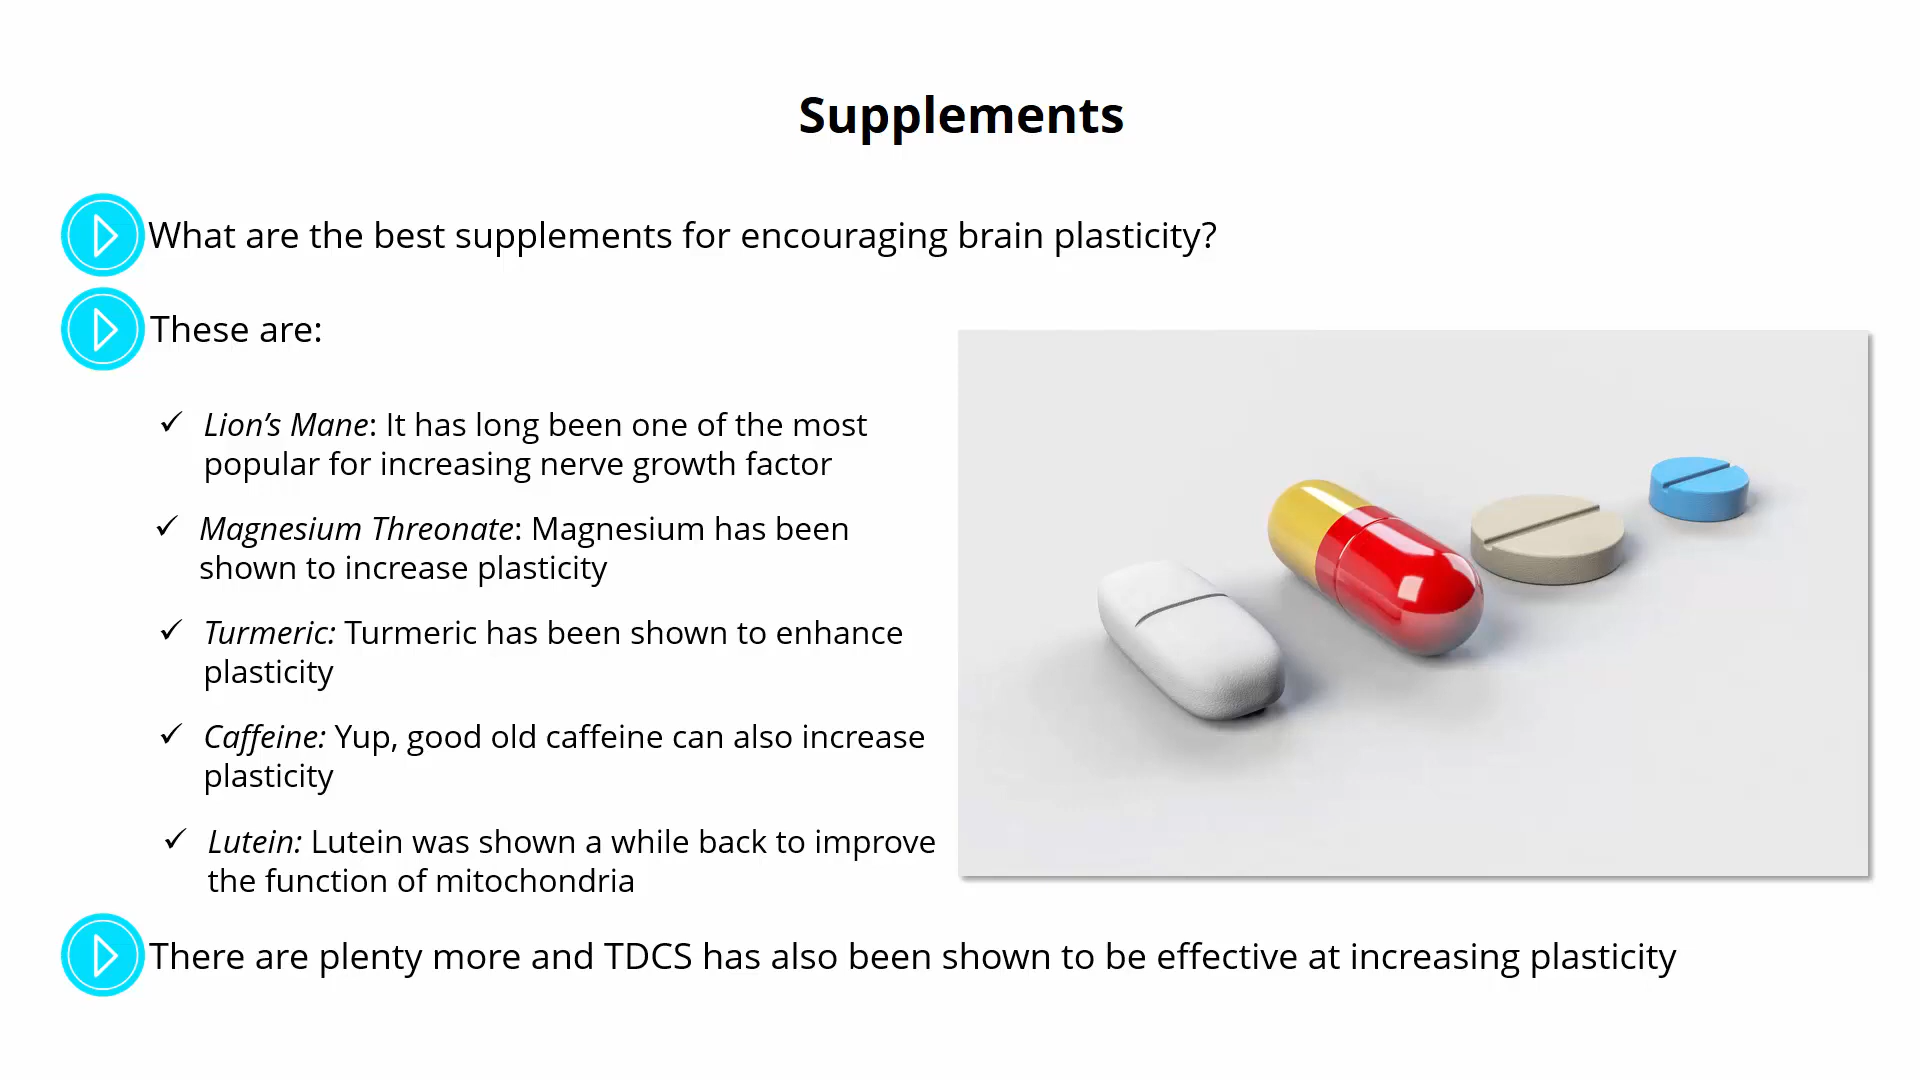 Supplements
What are the best supplements for encouraging brain plasticity?
These are:
✓ Lion’s Mane: It has long been one of the most
popular for increasing nerve growth factor
✓ Magnesium Threonate: Magnesium has been
shown to increase plasticity
✓ Turmeric: Turmeric has been shown to enhance
plasticity
✓ Caffeine: Yup, good old caffeine can also increase
plasticity
✓ Lutein: Lutein was shown a while back to improve
the function of mitochondria
There are plenty more and TDCS has also been shown to be effective at increasing plasticity